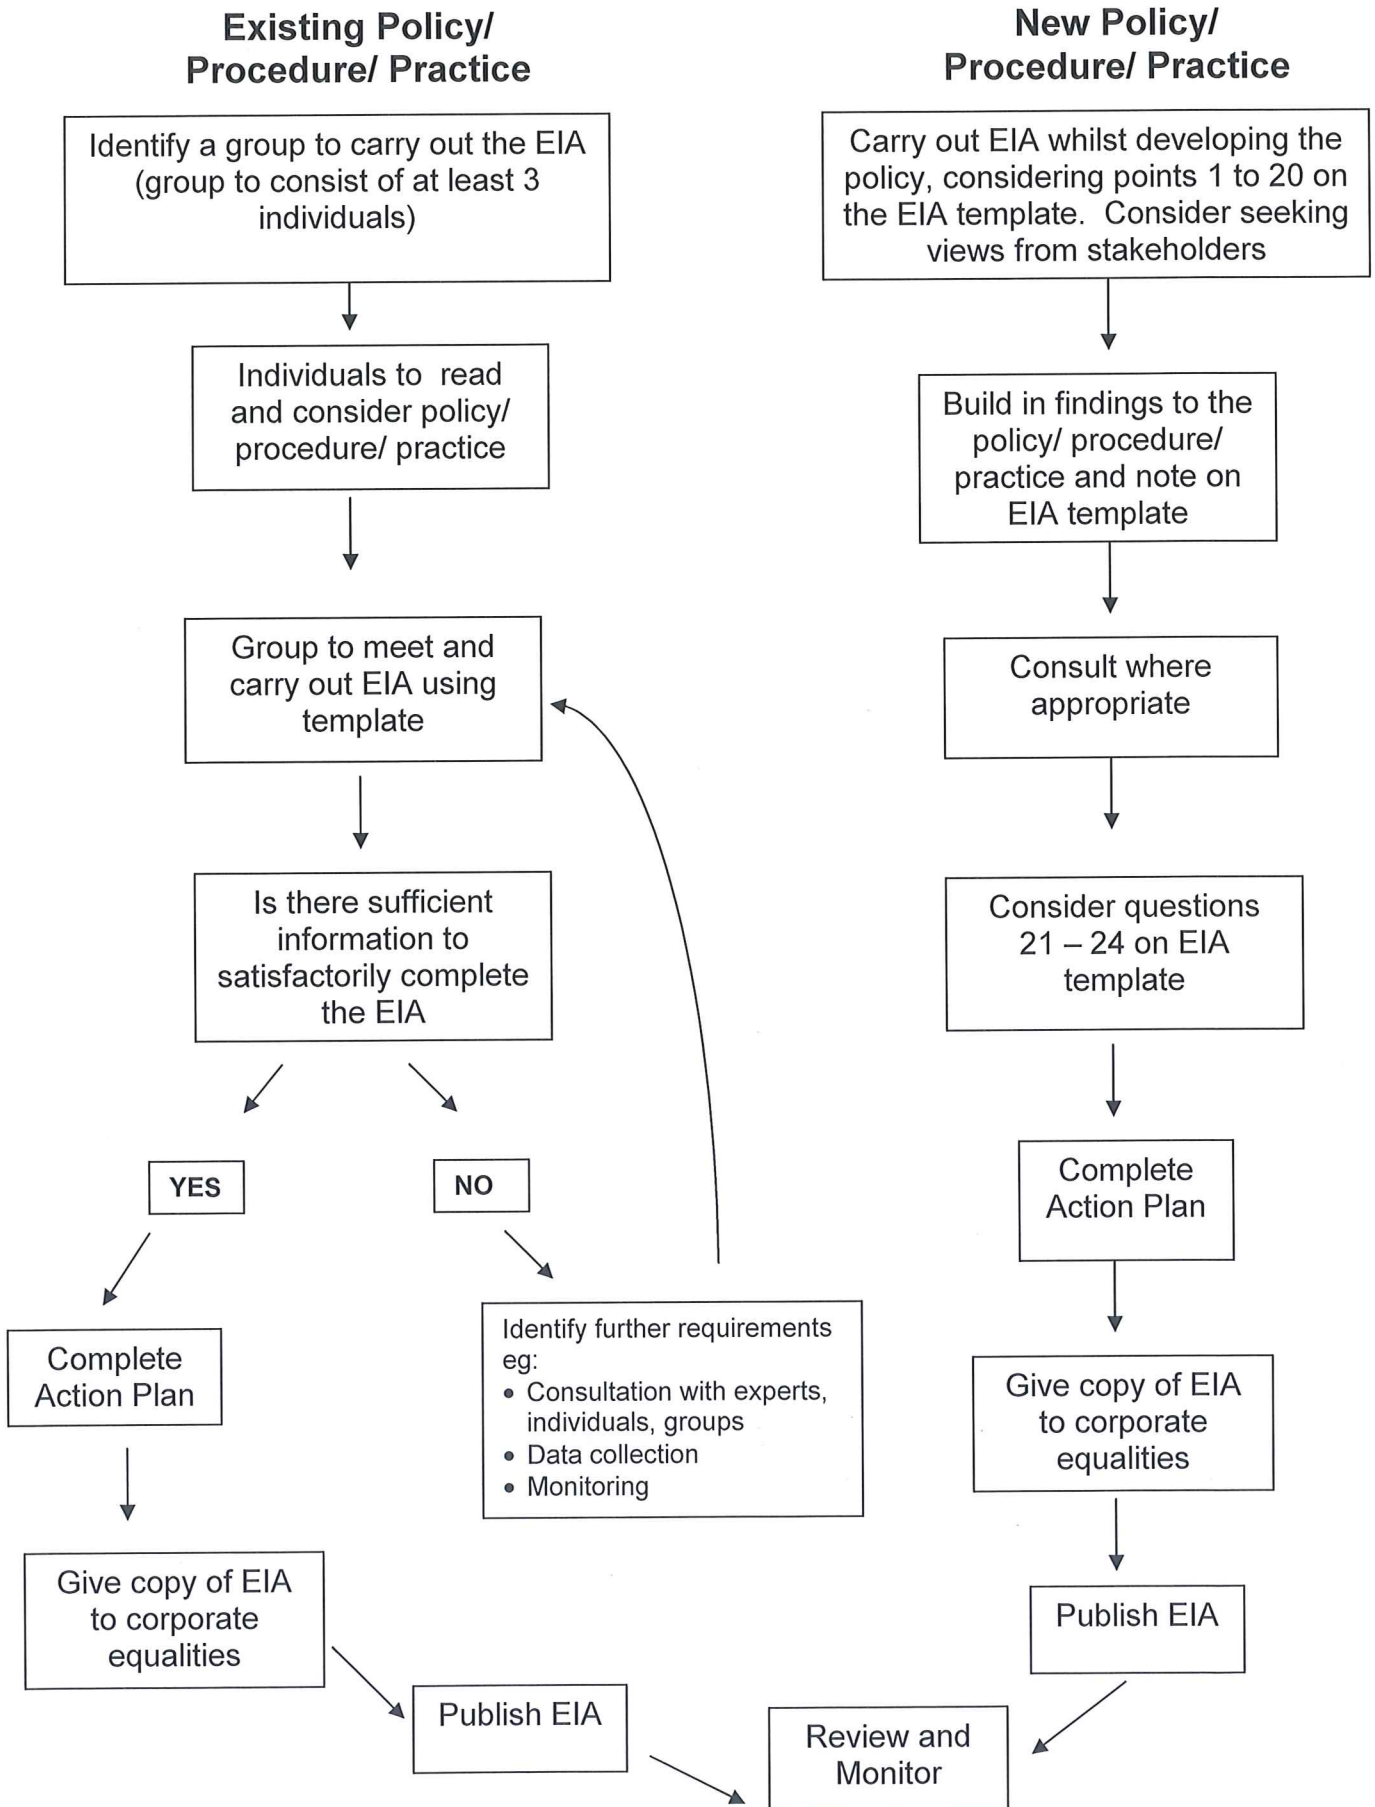 Existing Policy/
Procedure/ Practice
Identify a group to carry out the EIA
(group to consist of at least 3
individuals)
Individuals to read
and consider policy/
procedure/ practice
Group to meet and
carry out EIA using
template
Is there sufficient
information to
satisfactorily complete
the EIA
YES
NO
Complete
Action Plan
Identify further requirements
eg:
• Consultation with experts,
individuals, groups
• Data collection
• Monitoring
Give copy of EIA
to corporate
equalities
Publish EIA
New Policy/
Procedure/ Practice
Carry out EIA whilst developing the
policy, considering points 1 to 20 on
the EIA template. Consider seeking
views from stakeholders
Build in findings to the
policy/ procedure/
practice and note on
EIA template
Consult where
appropriate
Consider questions
21 – 24 on EIA
template
Complete
Action Plan
Give copy of EIA
to corporate
equalities
Publish EIA
Review and
Monitor